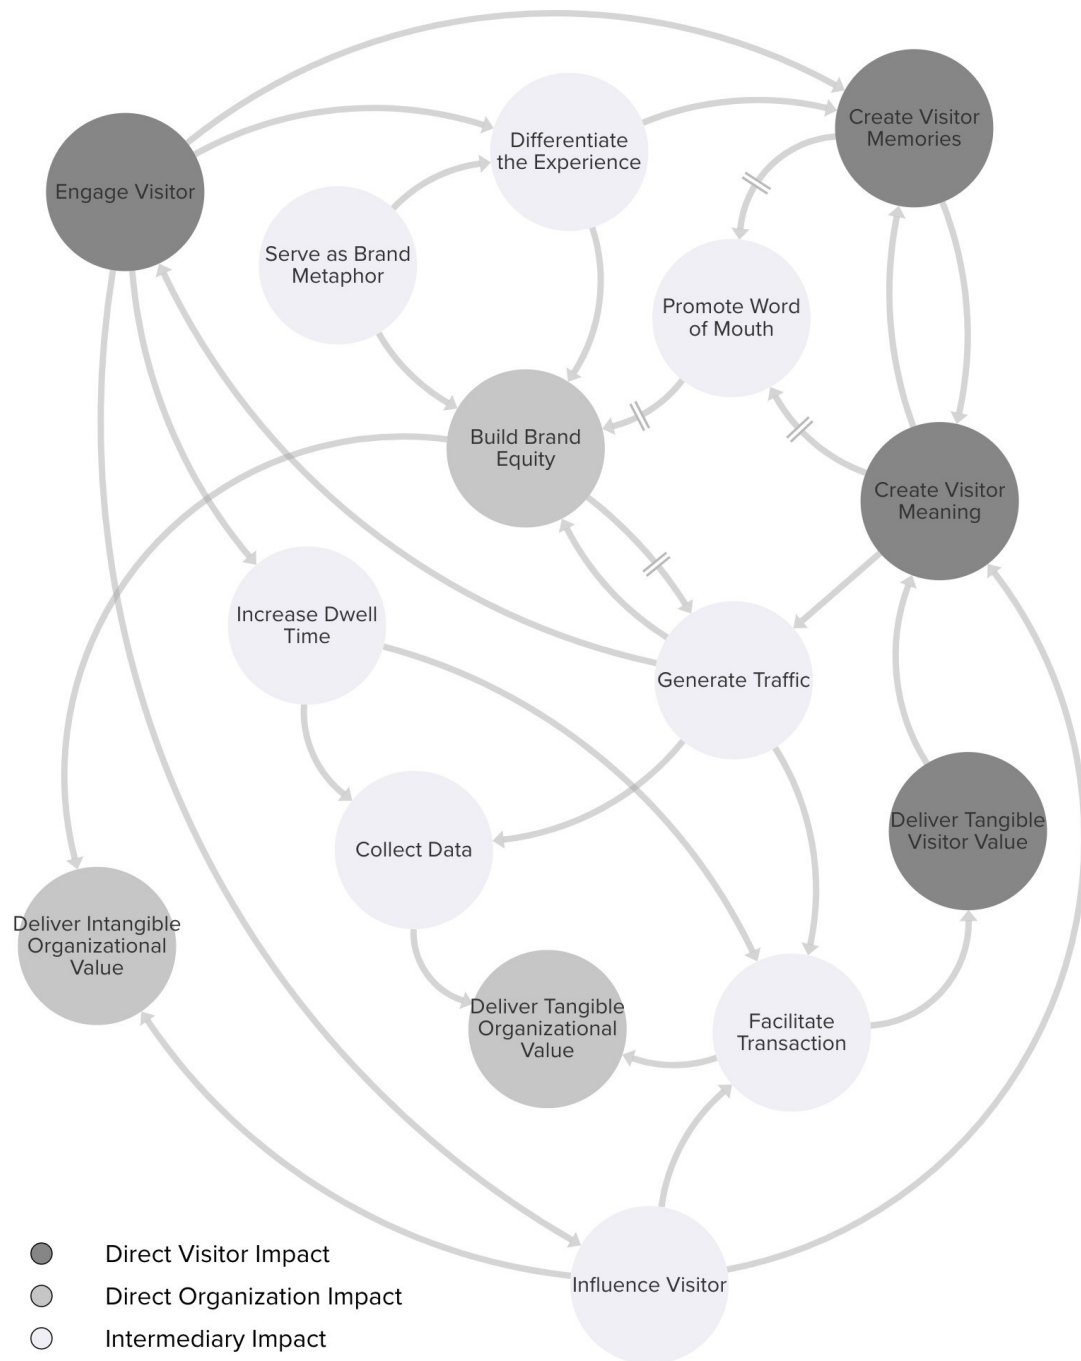 Create Visitor
Memories
Differentiate
the Experience
Engage Visitor
Serve as Brand
Metaphor
Promote Word
of Mouth
Build Brand
Equity
Create Visitor
Meaning
Increase Dwell
Time
Generate Traffic
Deliver Tangible
Visitor Value
Collect Data
Deliver Intangible
Organizational
Value
Deliver Tangible
Organizational
Value
Facilitate
Transaction
Influence Visitor
Direct Visitor Impact
Direct Organization Impact
Intermediary Impact